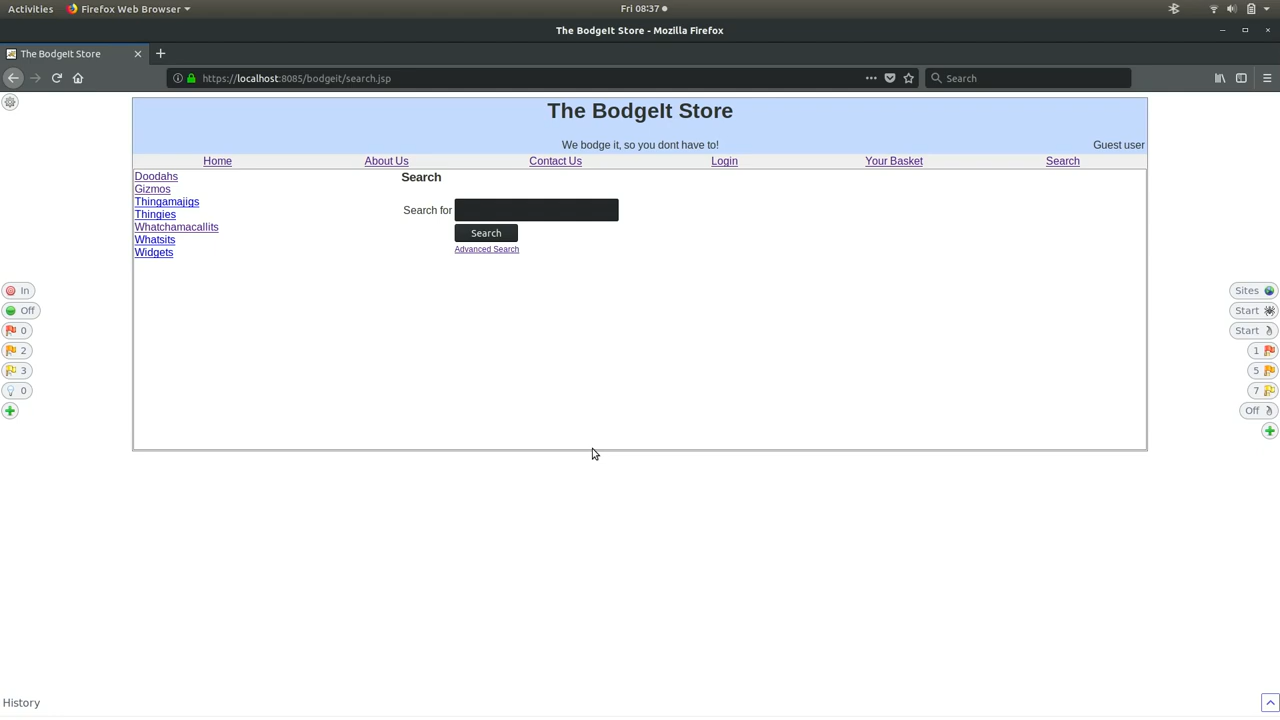 Activities Firefox Web Browser Fri 08:37
The BodgeIt Store - Mozilla Firefox
The BodgeIt Store
https://localhost:8085/bodgeit/search.jsp Search
The BodgeIt Store
We bodge it, so you dont have to! Guest user
Home About Us Contact Us Login Your Basket Search
Doodahs
Gizmos
Thingamajigs
Thingies
Whatchamacallits
Whatsits
Widgets
Search
Search for
Search
Advanced Search
In
Off
0
2
3
0
Sites
Start
Start
1
5
7
Off
History